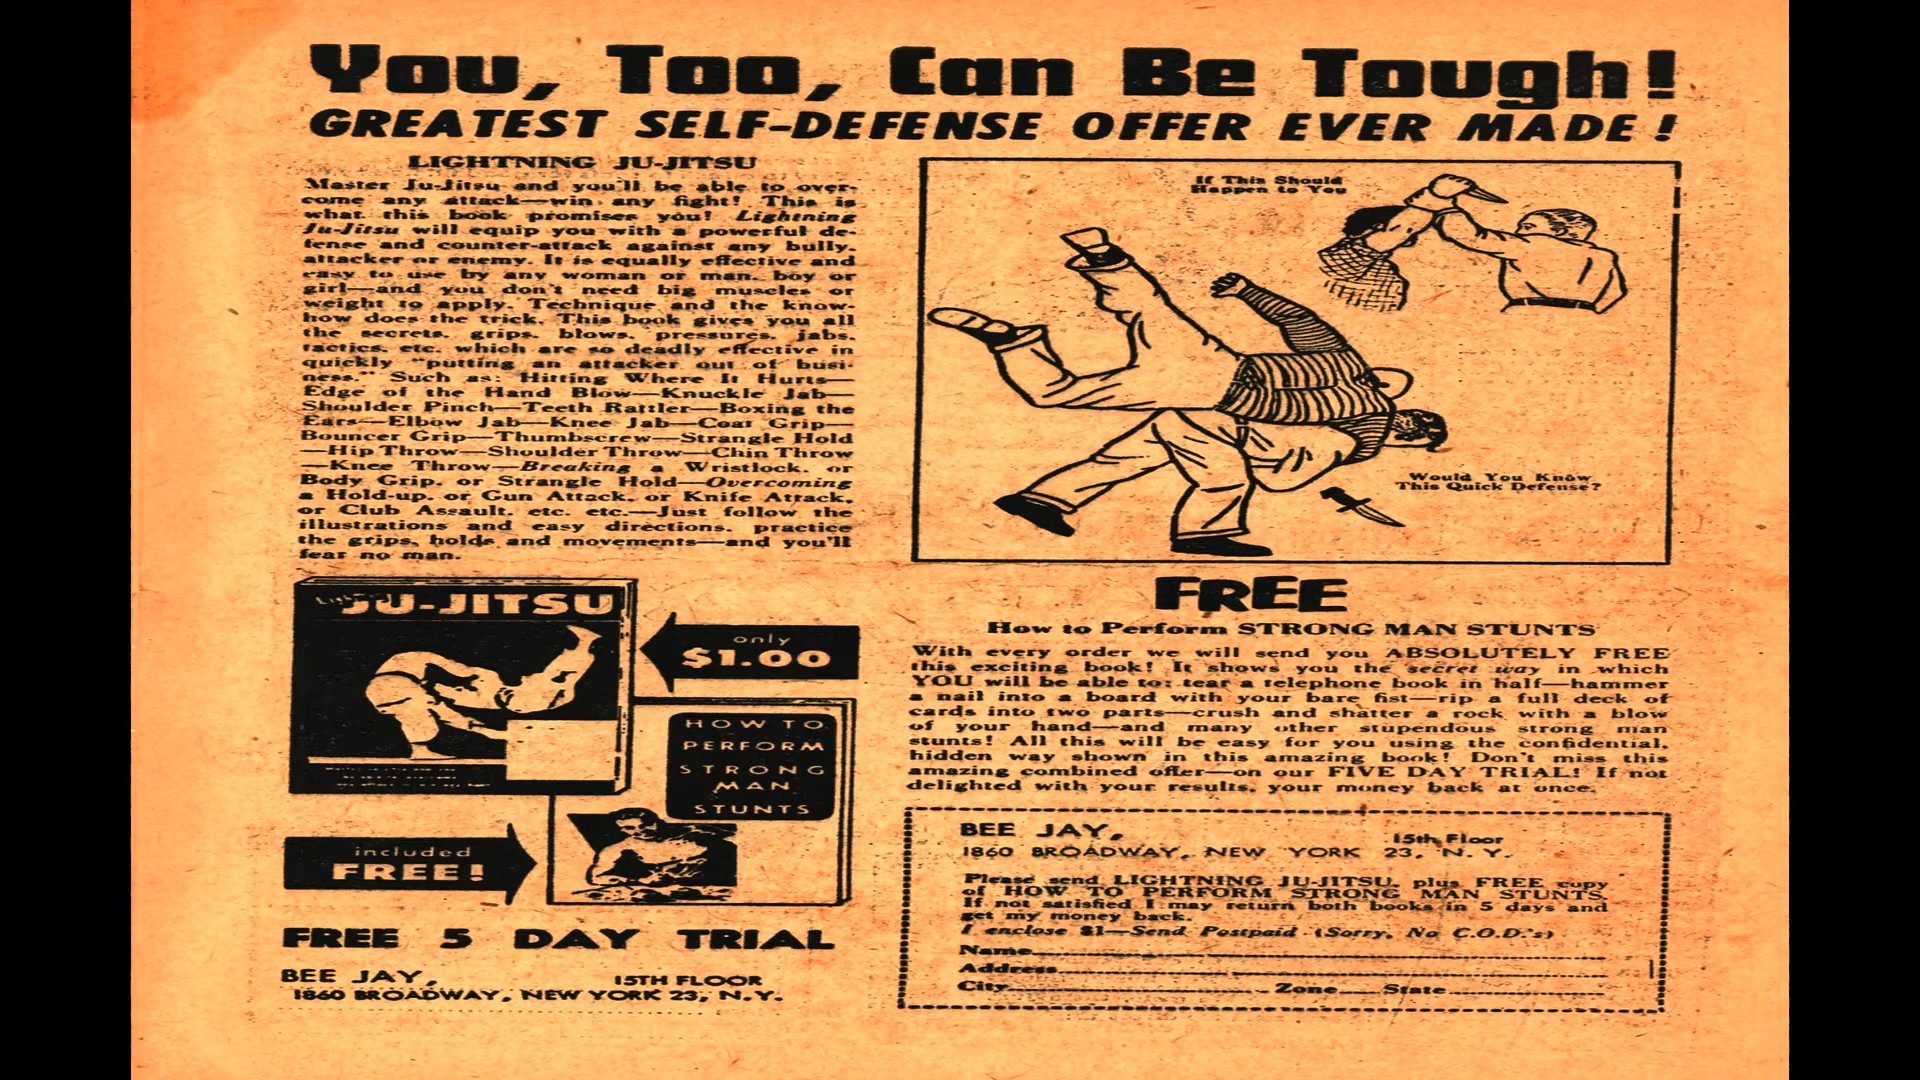 You, Too, Can Be Tough!
GREATEST SELF-DEFENSE OFFER EVER MADE!
LIGHTNING JU-JITSU
Master Ju-Jitsu and you'll be able to over-
come any attack—win any fight! This is
what this book promises you! Lightning
Ju-Jitsu will equip you with a powerful de-
fense and counter-attack against any bully,
attacker or enemy. It is equally effective and
easy to use by any woman or man, boy or
girl—and you don't need big muscles or
weight to apply. Technique and the know-
how does the trick. This book gives you all
the secrets, grips, blows, pressures, jabs,
tactics, etc. which are so deadly effective in
quickly "putting an attacker out of busi-
ness." Such as: Hitting Where It Hurts—
Edge of the Hand Blow—Knuckle Jab—
Shoulder Pinch—Teeth Rattler—Boxing the
Ears—Elbow Jab—Knee Jab—Coat Grip—
Bouncer Grip—Thumbscrew—Strangle Hold
—Hip Throw—Shoulder Throw—Chin Throw
—Knee Throw—Breaking a Wristlock, or
Body Grip, or Strangle Hold—Overcoming
a Hold-up, or Gun Attack, or Knife Attack,
or Club Assault, etc. etc.—Just follow the
illustrations and easy directions, practice
the grips, holds and movements—and you'll
fear no man.
If This Should
Happen to You
Would You Know
This Quick Defense?
Lightning
JU-JITSU
only
$1.00
HOW TO
PERFORM
STRONG
MAN
STUNTS
included
FREE!
FREE 5 DAY TRIAL
BEE JAY, 15TH FLOOR
1860 BROADWAY, NEW YORK 23, N.Y.
FREE
How to Perform STRONG MAN STUNTS
With every order we will send you ABSOLUTELY FREE
this exciting book! It shows you the secret way in which
YOU will be able to: tear a telephone book in half—hammer
a nail into a board with your bare fist—rip a full deck of
cards into two parts—crush and shatter a rock with a blow
of your hand—and many other stupendous strong man
stunts! All this will be easy for you using the confidential,
hidden way shown in this amazing book! Don't miss this
amazing combined offer—on our FIVE DAY TRIAL! If not
delighted with your results, your money back at once.
BEE JAY, 15th Floor
1860 BROADWAY, NEW YORK 23, N. Y.
Please send LIGHTNING JU-JITSU, plus FREE copy
of HOW TO PERFORM STRONG MAN STUNTS.
If not satisfied I may return both books in 5 days and
get my money back.
I enclose $1—Send Postpaid (Sorry, No C.O.D.'s)
Name
Address
City Zone State